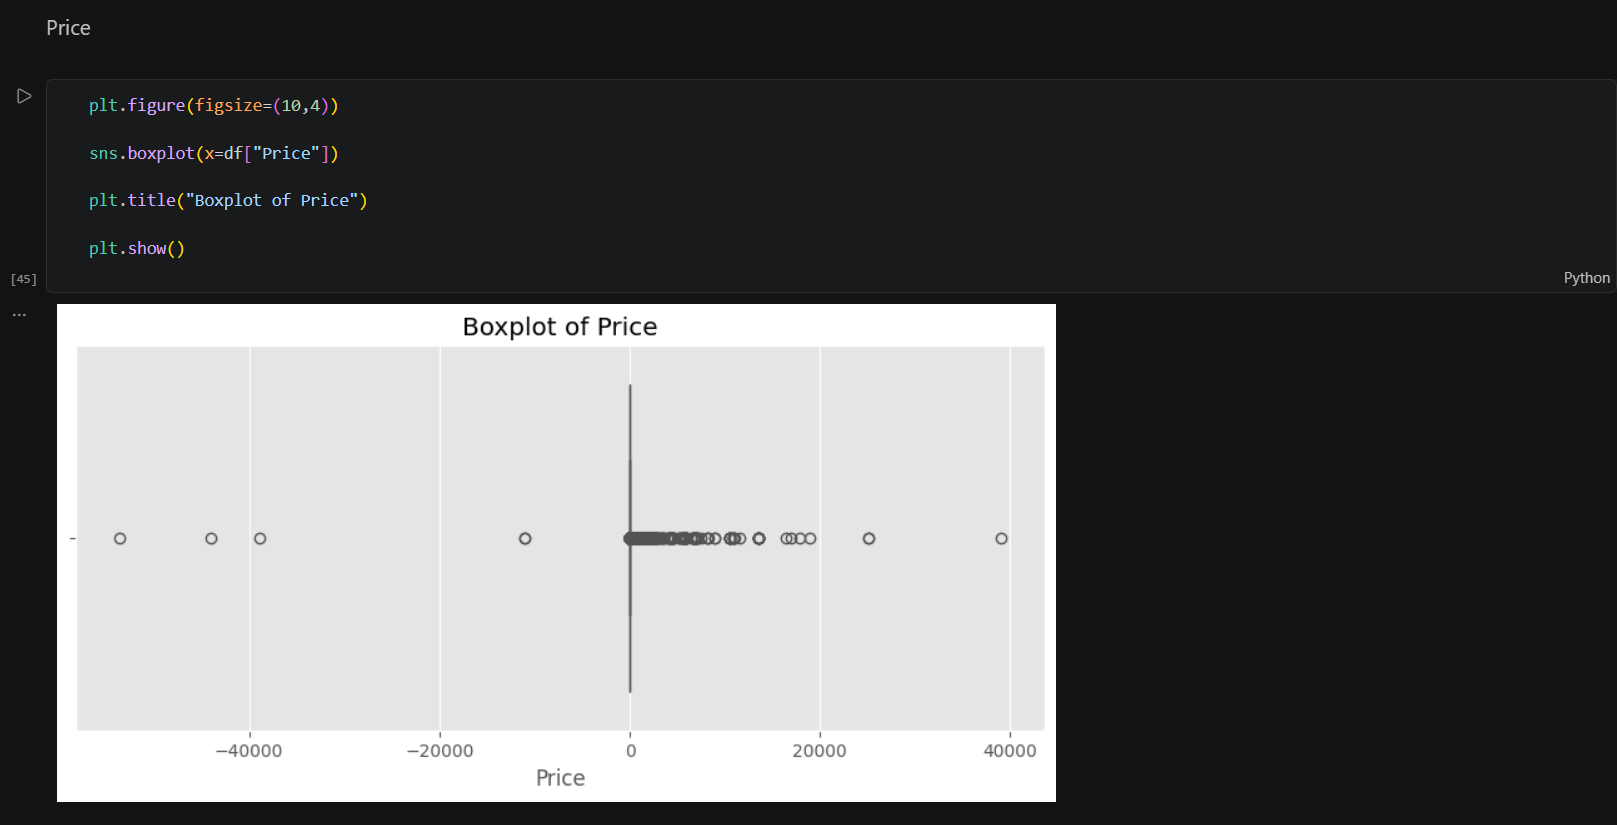 Price
plt.figure(figsize=(10,4))
sns.boxplot(x=df["Price"])
plt.title("Boxplot of Price")
plt.show()
[45]
Python
...
Boxplot of Price
−40000 −20000 0 20000 40000
Price